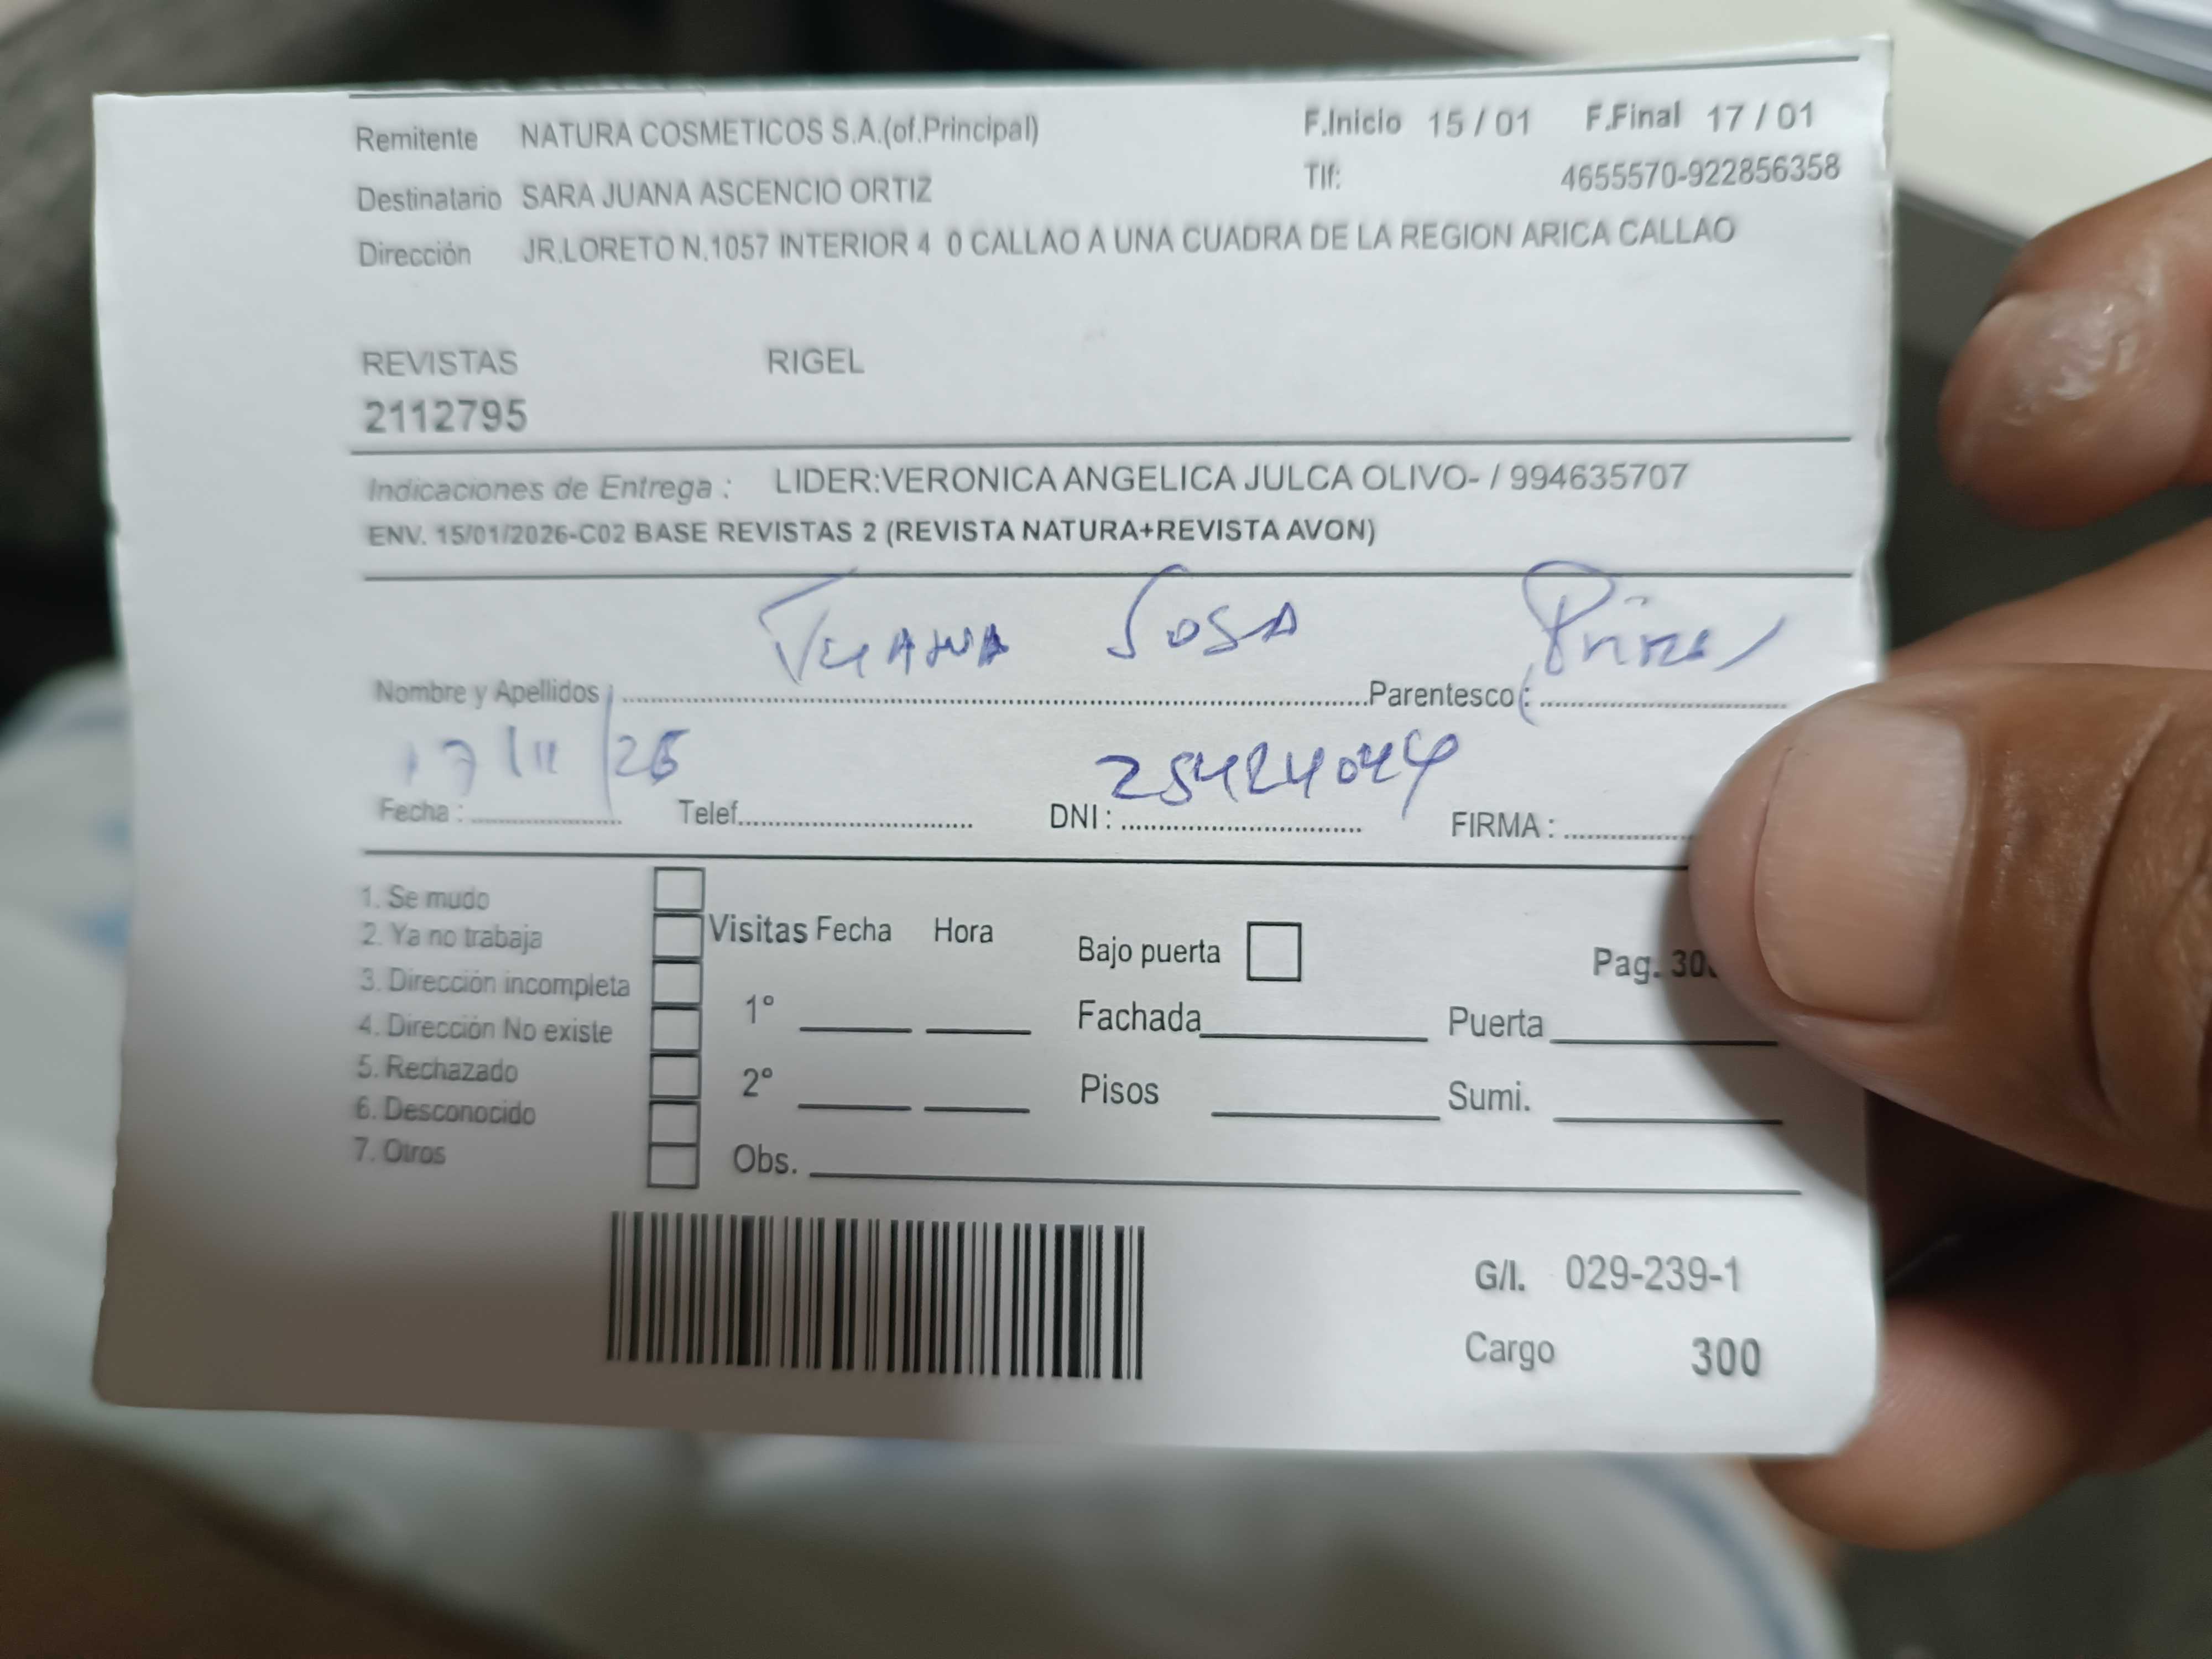 Remitente NATURA COSMETICOS S.A.(of.Principal) F.Inicio 15 / 01 F.Final 17 / 01
Destinatario SARA JUANA ASCENCIO ORTIZ Tlf: 4655570-922856358
Dirección JR.LORETO N.1057 INTERIOR 4 0 CALLAO A UNA CUADRA DE LA REGION ARICA CALLAO
REVISTAS RIGEL
2112795
Indicaciones de Entrega : LIDER:VERONICA ANGELICA JULCA OLIVO- / 994635707
ENV. 15/01/2026-C02 BASE REVISTAS 2 (REVISTA NATURA+REVISTA AVON)
Sosa
Nombre y Apellidos : Parentesco :
25424044
Fecha : Telef. DNI : FIRMA :
1. Se mudo
2. Ya no trabaja Visitas Fecha Hora Bajo puerta
3. Dirección incompleta Pag.
4. Dirección No existe 1° Fachada Puerta
5. Rechazado 2° Pisos Sumi.
6. Desconocido
7. Otros Obs.
G/I. 029-239-1
Cargo 300